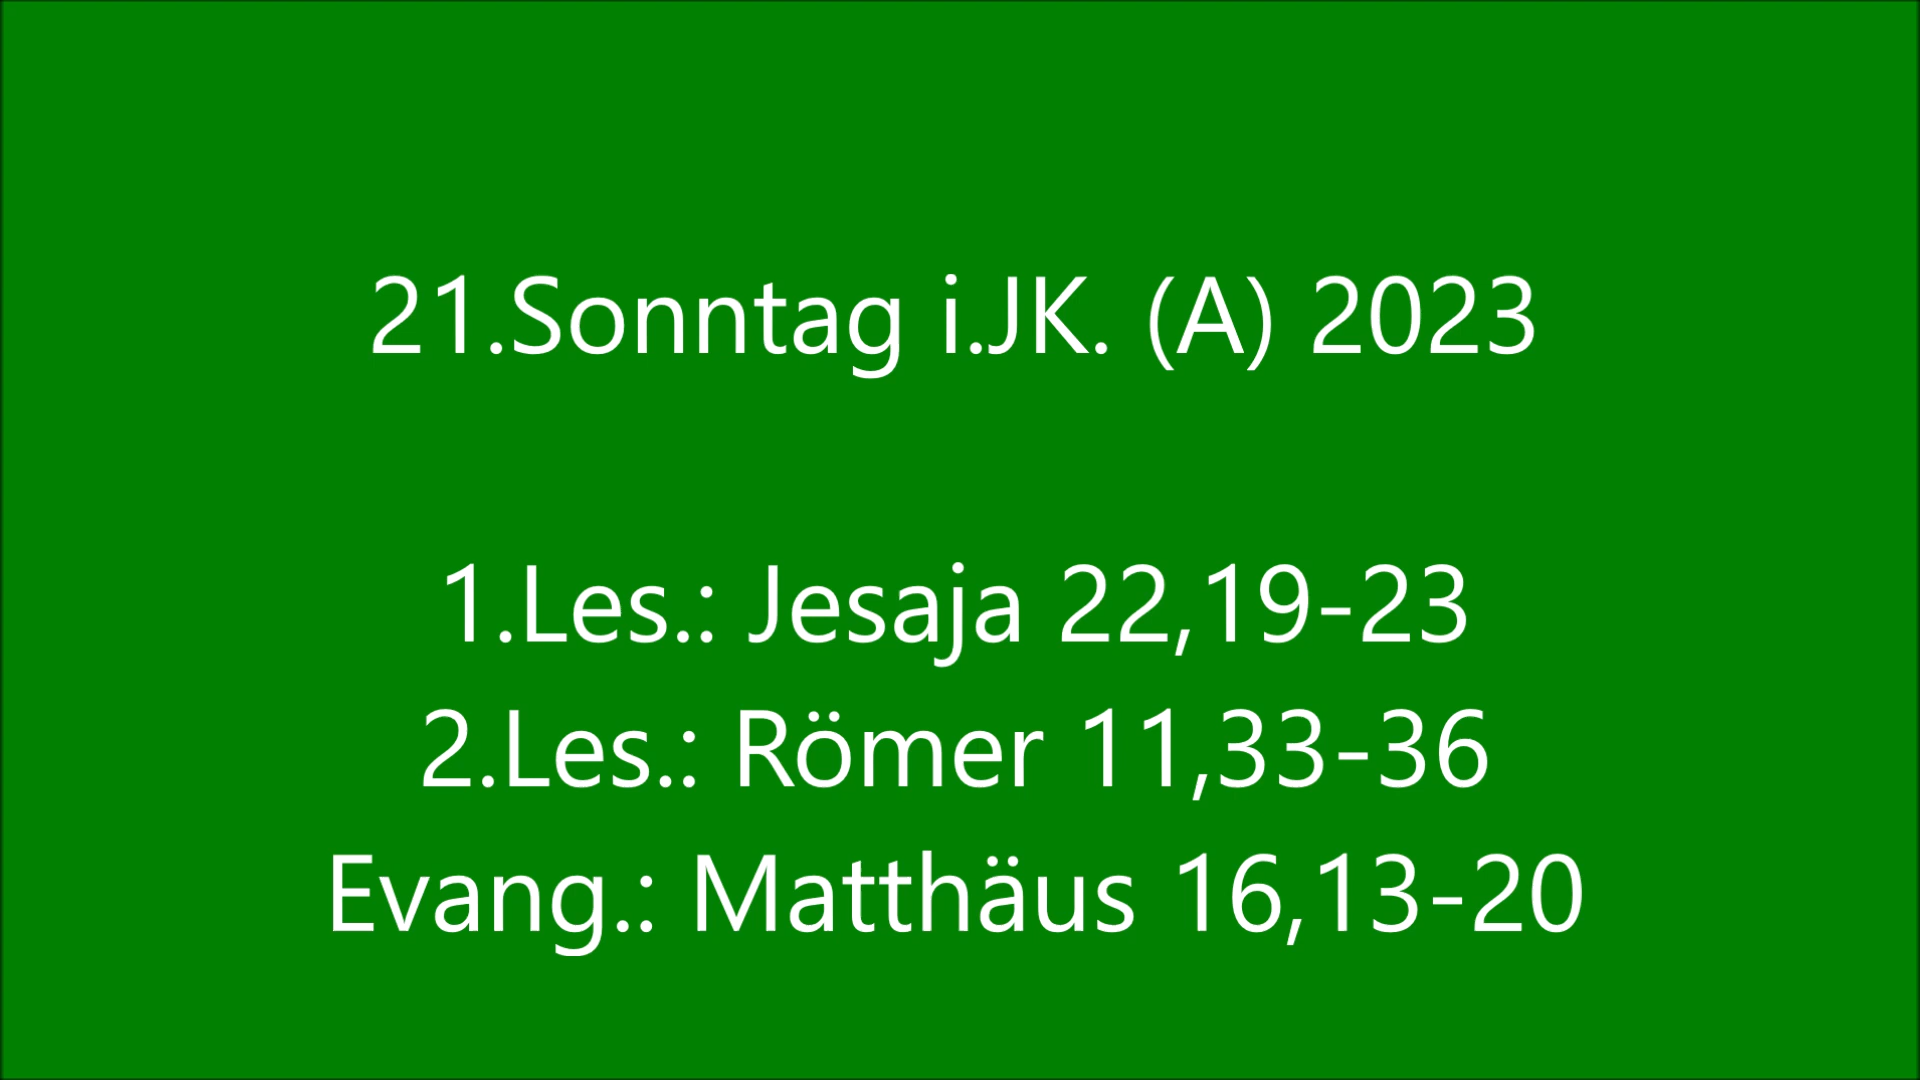 21.Sonntag i.JK. (A) 2023
1.Les.: Jesaja 22,19-23
2.Les.: Römer 11,33-36
Evang.: Matthäus 16,13-20